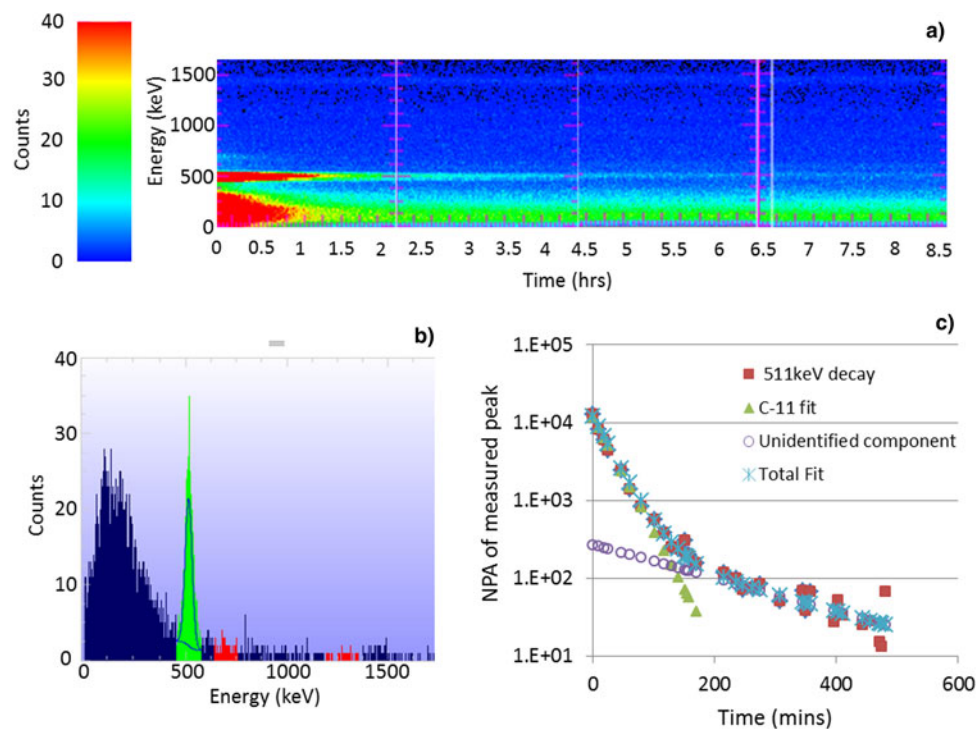 40
30
20
10
0
Counts
a)
1500
1000
500
0
Energy (keV)
0 0.5 1 1.5 2 2.5 3 3.5 4 4.5 5 5.5 6 6.5 7 7.5 8 8.5
Time (hrs)
b)
40
30
20
10
0
Counts
0 500 1000 1500
Energy (keV)
c)
1.E+05
1.E+04
1.E+03
1.E+02
1.E+01
NPA of measured peak
511keV decay
C-11 fit
Unidentified component
Total Fit
0 200 400 600
Time (mins)